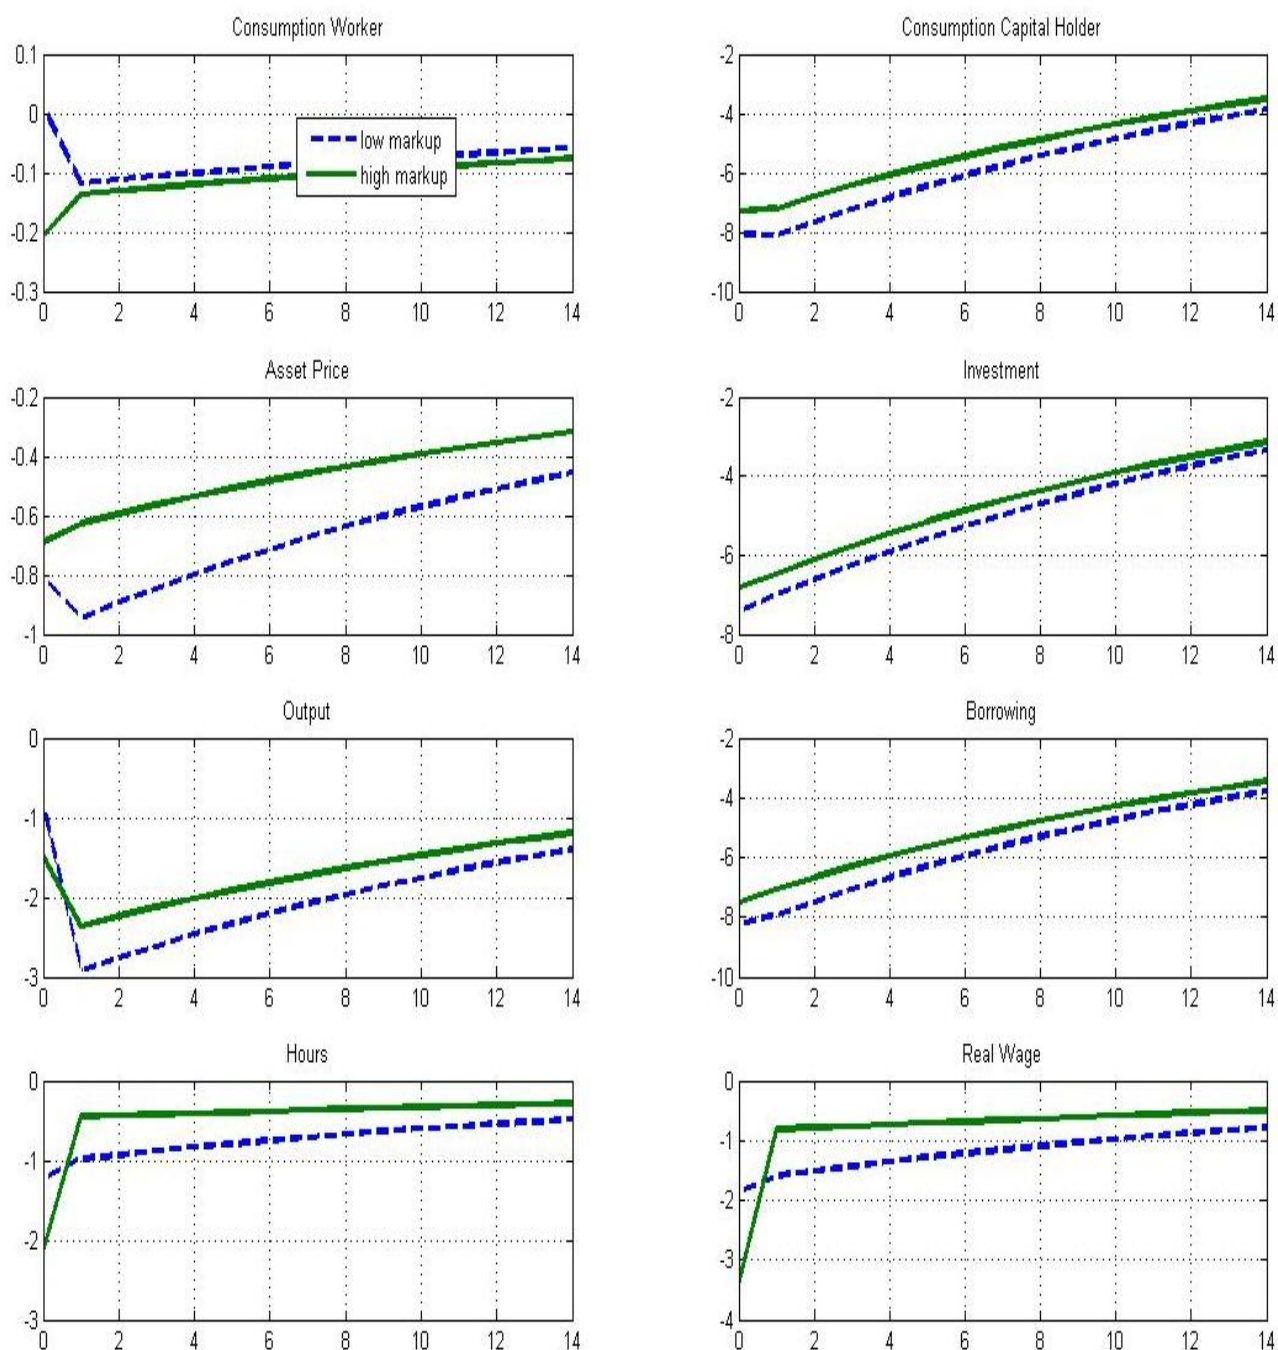 Consumption Worker
0.1
0
-0.1
-0.2
-0.3
0 2 4 6 8 10 12 14
low markup
high markup
Consumption Capital Holder
-2
-4
-6
-8
-10
0 2 4 6 8 10 12 14
Asset Price
-0.2
-0.4
-0.6
-0.8
-1
0 2 4 6 8 10 12 14
Investment
-2
-4
-6
-8
0 2 4 6 8 10 12 14
Output
0
-1
-2
-3
0 2 4 6 8 10 12 14
Borrowing
-2
-4
-6
-8
-10
0 2 4 6 8 10 12 14
Hours
0
-1
-2
-3
0 2 4 6 8 10 12 14
Real Wage
0
-1
-2
-3
-4
0 2 4 6 8 10 12 14